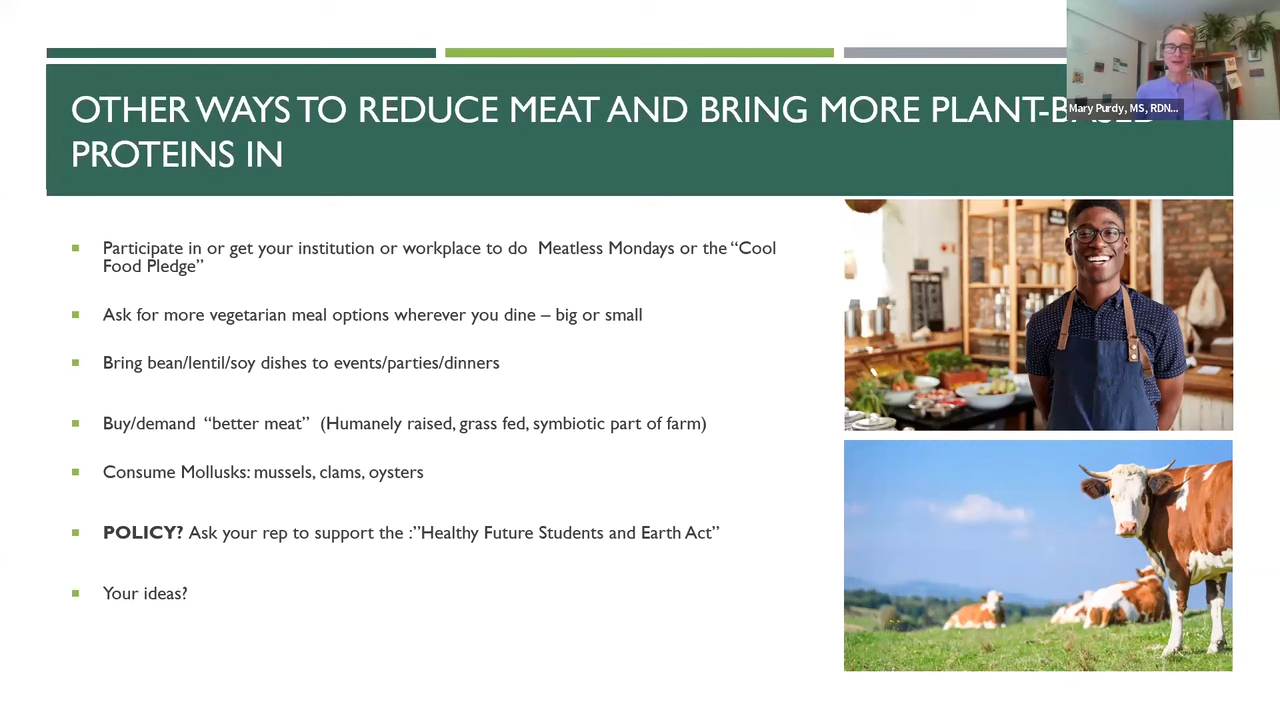 OTHER WAYS TO REDUCE MEAT AND BRING MORE PLANT-BASED
PROTEINS IN
Mary Purdy, MS, RDN...
▪ Participate in or get your institution or workplace to do  Meatless Mondays or the “Cool
Food Pledge”
▪ Ask for more vegetarian meal options wherever you dine – big or small
▪ Bring bean/lentil/soy dishes to events/parties/dinners
▪ Buy/demand  “better meat”  (Humanely raised, grass fed, symbiotic part of farm)
▪ Consume Mollusks: mussels, clams, oysters
▪ POLICY? Ask your rep to support the :”Healthy Future Students and Earth Act”
▪ Your ideas?